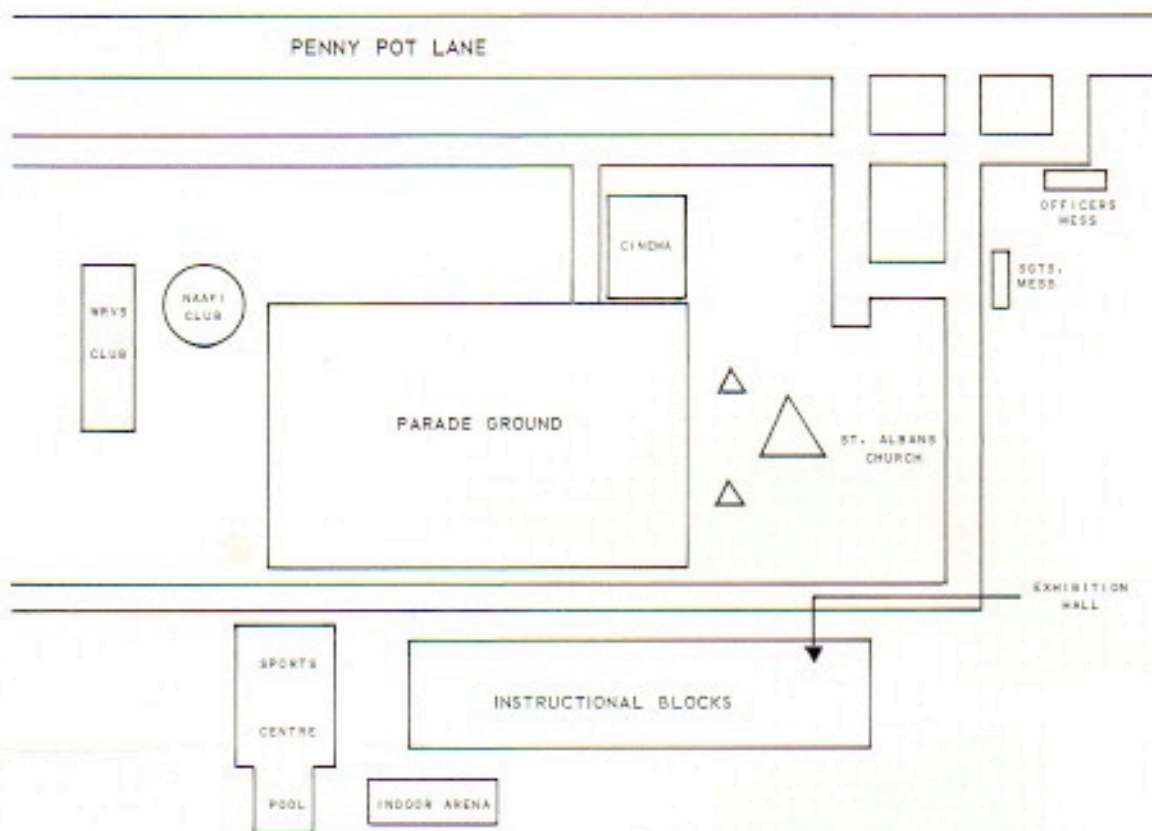 PENNY POT LANE
OFFICERS
MESS
CINEMA
SGTS.
MESS
NAAFI
CLUB
WRVS
CLUB
PARADE GROUND
ST. ALBANS
CHURCH
EXHIBITION
HALL
SPORTS
CENTRE
INSTRUCTIONAL BLOCKS
POOL
INDOOR ARENA